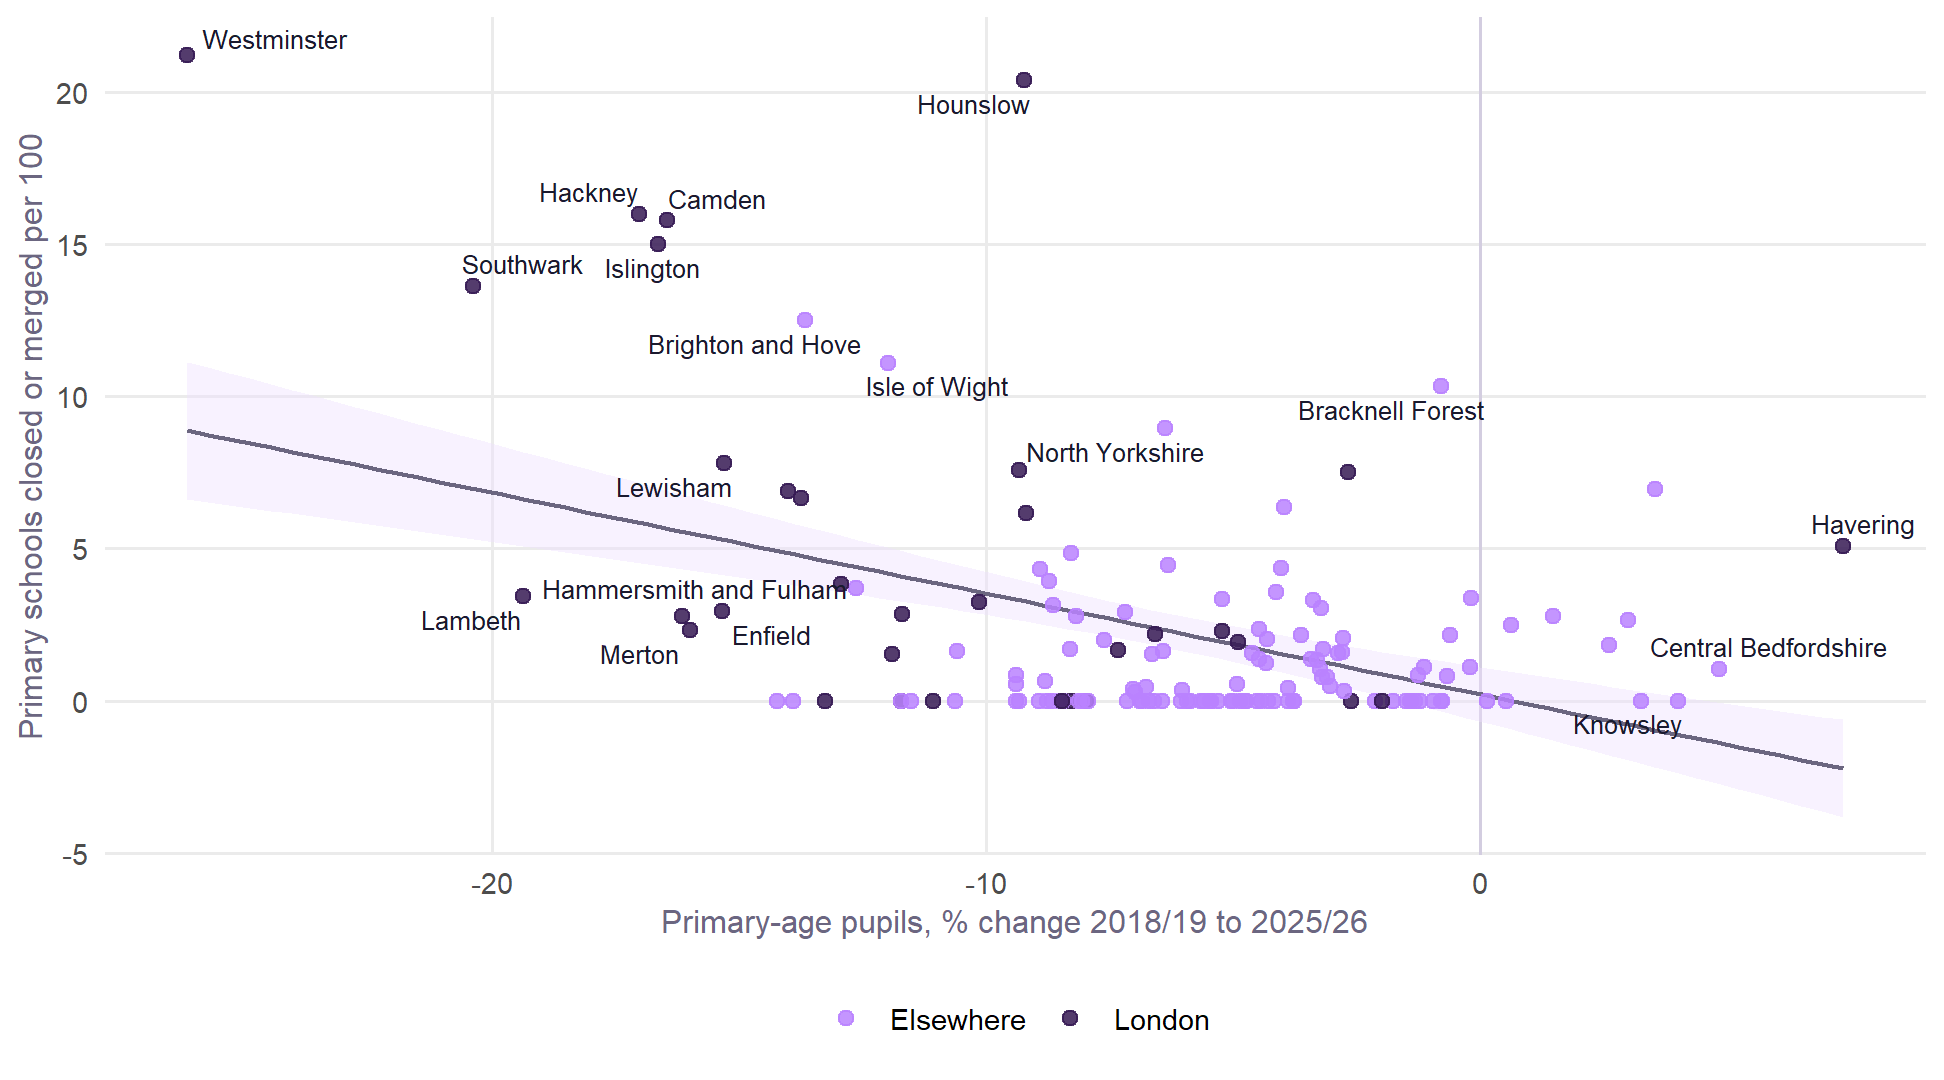 Westminster
20
Hounslow
Hackney
Camden
15
Southwark
Islington
Brighton and Hove
Isle of Wight
10
Bracknell Forest
North Yorkshire
Lewisham
Havering
5
Hammersmith and Fulham
Lambeth
Enfield
Merton
Central Bedfordshire
0
Knowsley
-5
Primary schools closed or merged per 100
-20
-10
0
Primary-age pupils, % change 2018/19 to 2025/26
Elsewhere
London